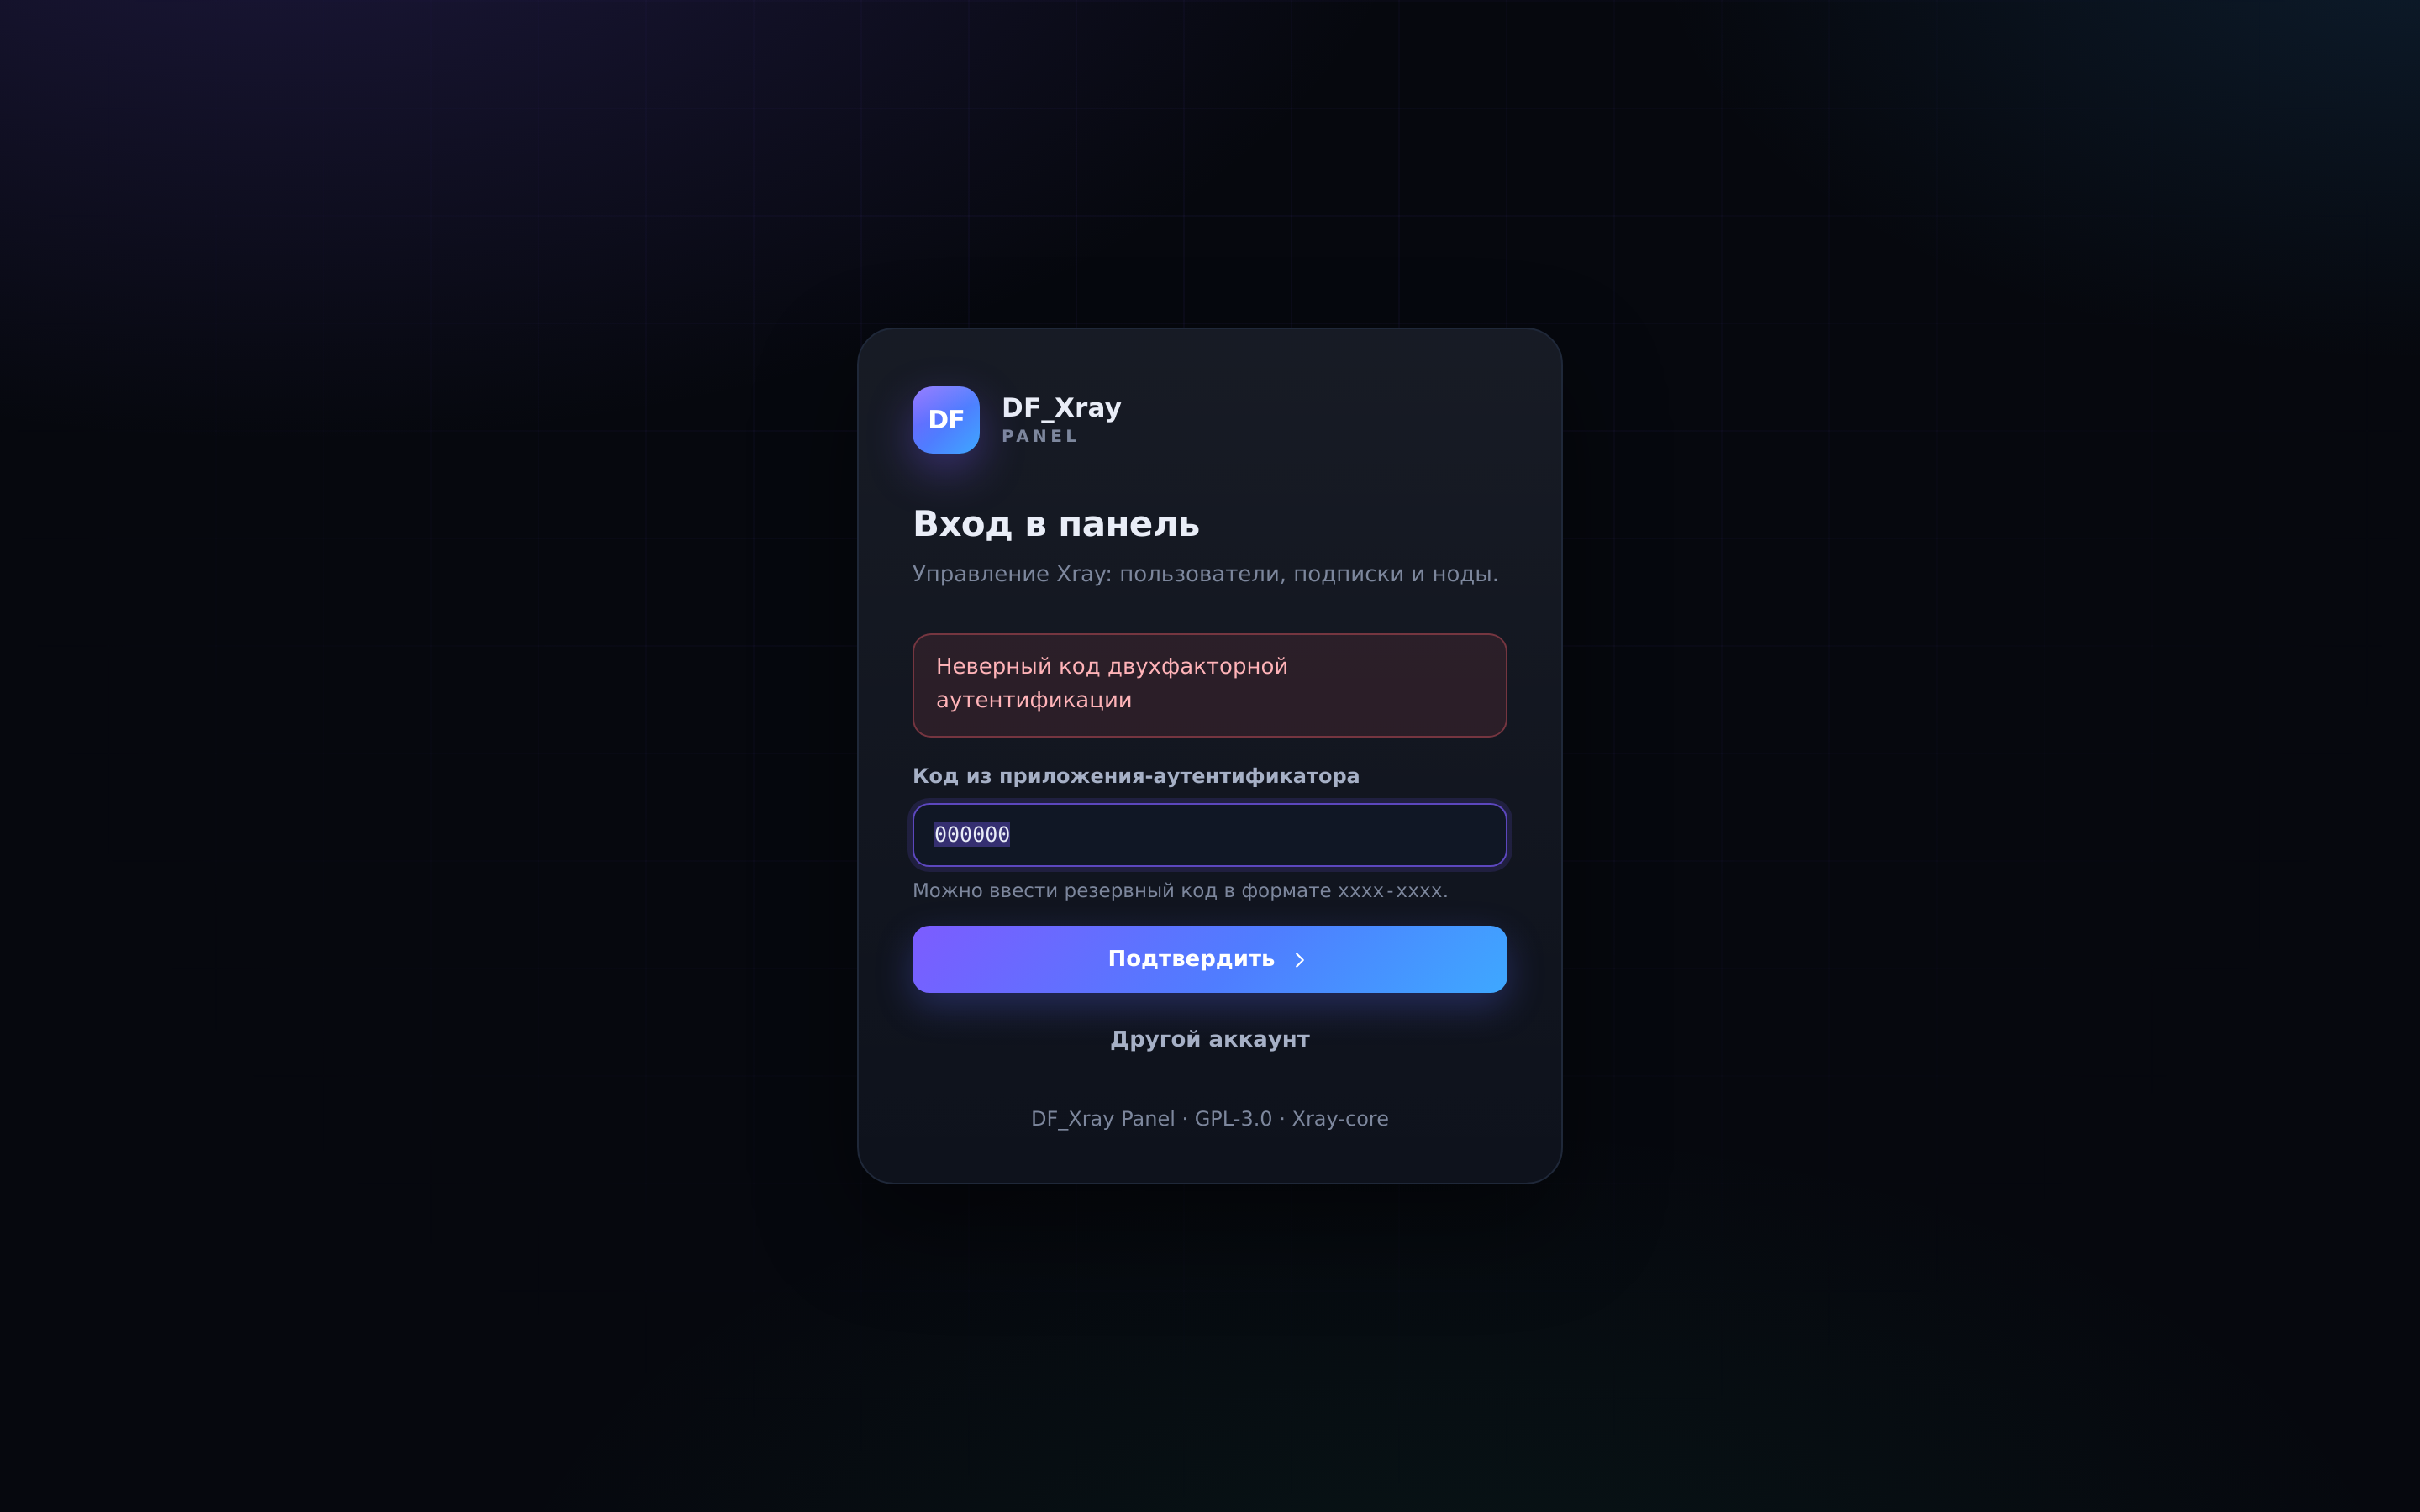 DF
DF_Xray
PANEL
Вход в панель
Управление Xray: пользователи, подписки и ноды.
Неверный код двухфакторной
аутентификации
Код из приложения-аутентификатора
000000
Можно ввести резервный код в формате xxxx-xxxx.
Подтвердить
Другой аккаунт
DF_Xray Panel · GPL-3.0 · Xray-core